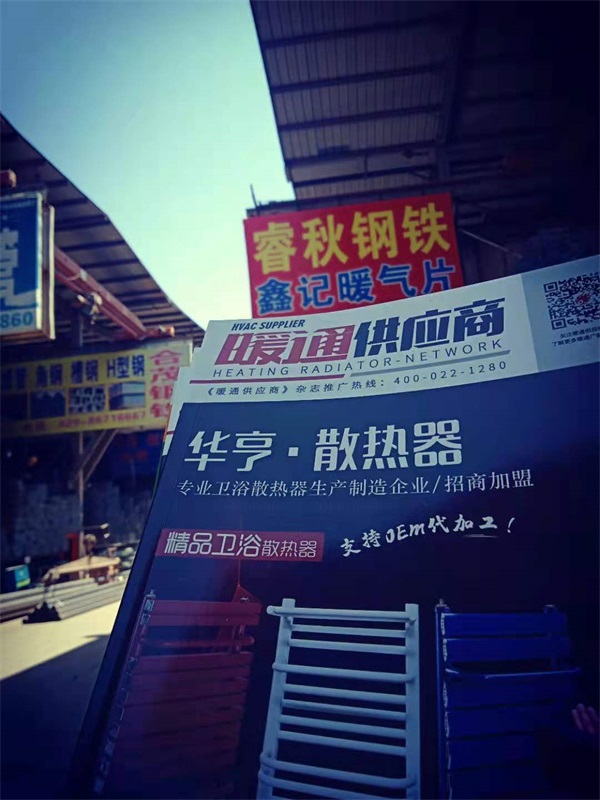 睿秋钢铁
鑫记暖气片
860
角钢 槽钢 H型钢
合茂钢铁
HVAC SUPPLIER
暖通供应商
HEATING RADIATOR-NETWORK
《暖通供应商》杂志推广热线：400-022-1280
华亨·散热器
专业卫浴散热器生产制造企业/招商加盟
精品卫浴散热器
支持OEM代加工！